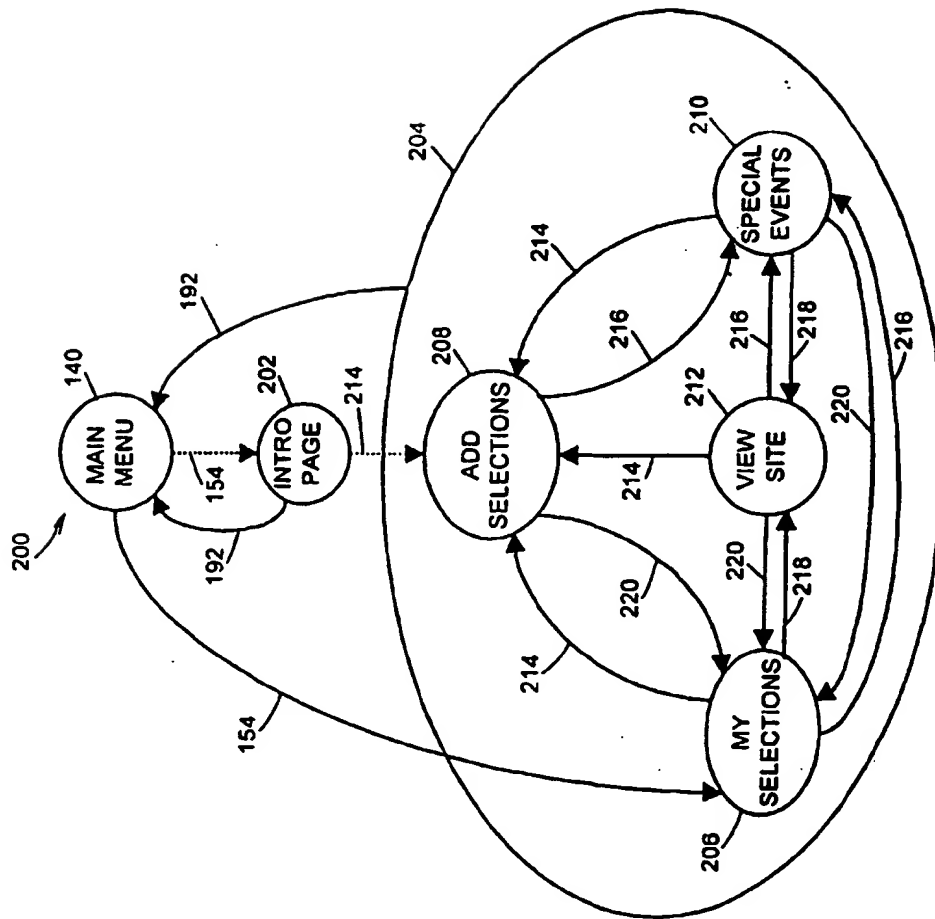 200
140
MAIN
MENU
192
154
192
202
INTRO
PAGE
214
154
204
208
ADD
SELECTIONS
214
216
210
SPECIAL
EVENTS
214
220
214
212
VIEW
SITE
216
218
220
218
206
MY
SELECTIONS
220
216